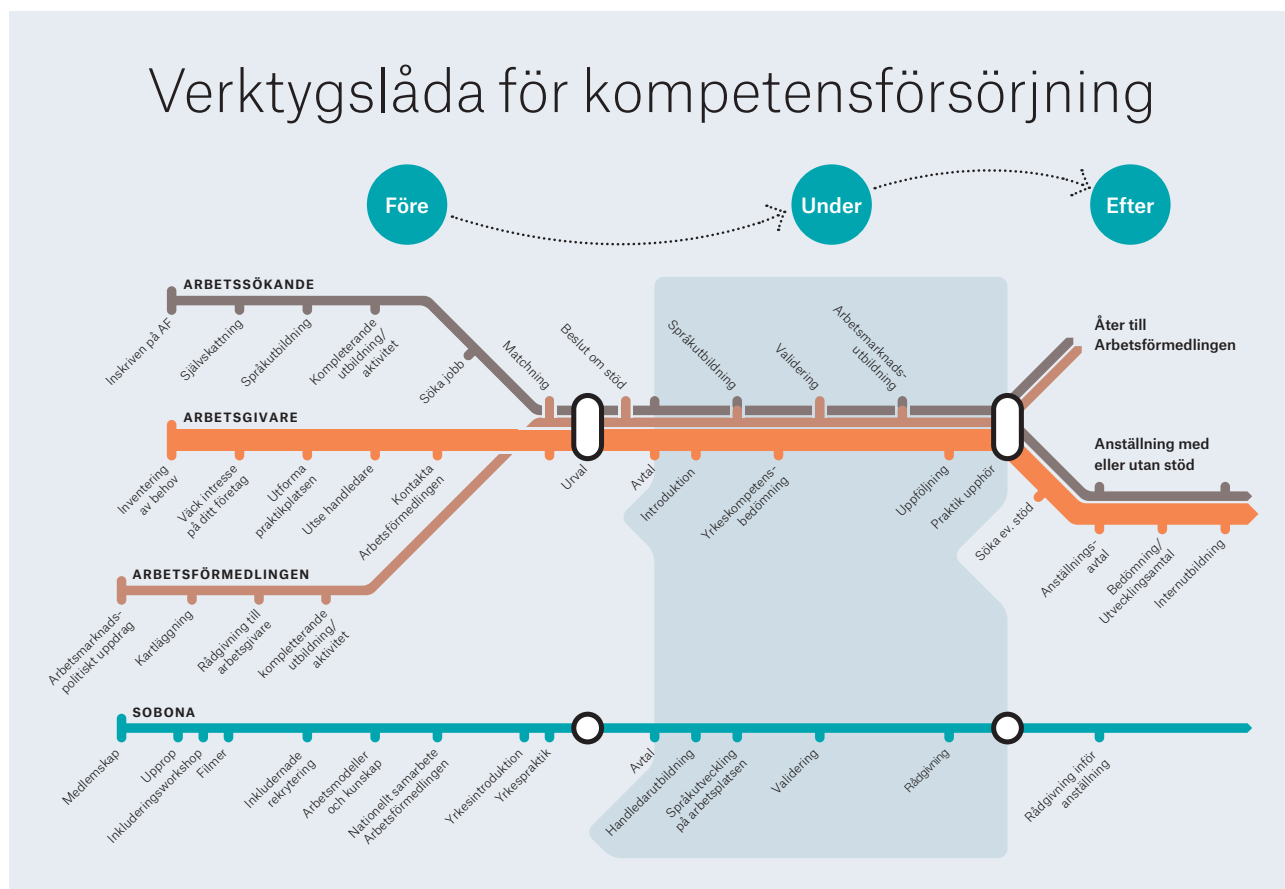 Verktygslåda för kompetensförsörjning
Före
Under
Efter
ARBETSSÖKANDE
Inskriven på AF
Självskattning
Språkutbildning
Kompleterande
utbildning/
aktivitet
Söka jobb
Matchning
Beslut om stöd
Språkutbildning
Validering
Arbetsmarknads-
utbildning
Åter till
Arbetsförmedlingen
ARBETSGIVARE
Inventering
av behov
Väck intresse
på ditt företag
Utforma
praktikplatsen
Utse handledare
Kontakta
Arbetsförmedlingen
Urval
Avtal
Introduktion
Yrkeskompetens-
bedömning
Uppföljning
Praktik upphör
Anställning med
eller utan stöd
Söka ev. stöd
Anställnings-
avtal
Bedömning/
Utvecklingsamtal
Internutbildning
ARBETSFÖRMEDLINGEN
Arbetsmarknads-
politiskt uppdrag
Kartläggning
Rådgivning till
arbetsgivare
kompletterande
utbildning/
aktivitet
SOBONA
Medlemskap
Upprop
Inkluderingsworkshop
Filmer
Inkludernade
rekrytering
Arbetsmodeller
och kunskap
Nationellt samarbete
Arbetsförmedlingen
Yrkesintroduktion
Yrkespraktik
Avtal
Handledarutbildning
Språkutveckling
på arbetsplatsen
Validering
Rådgivning
Rådgivning inför
anställning